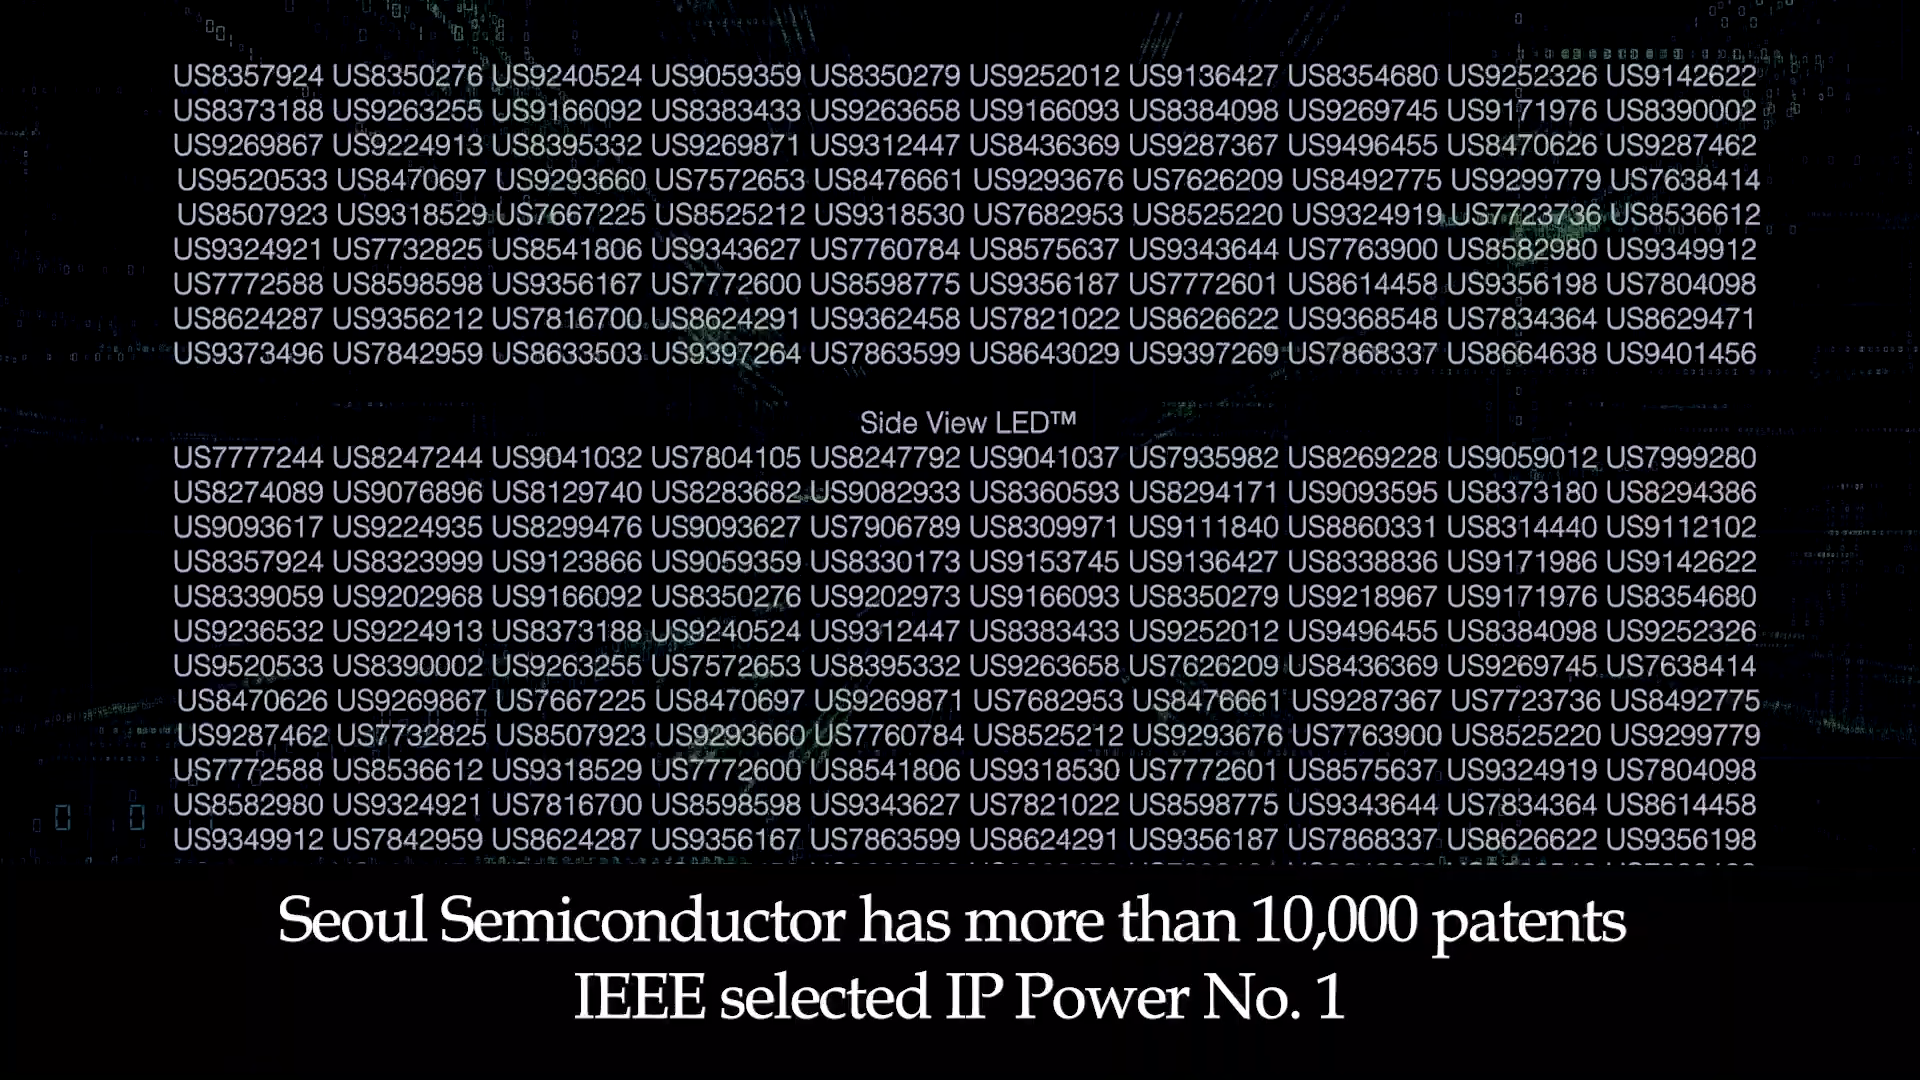 US8357924 US8350276 US9240524 US9059359 US8350279 US9252012 US9136427 US8354680 US9252326 US9142622
US8373188 US9263255 US9166092 US8383433 US9263658 US9166093 US8384098 US9269745 US9171976 US8390002
US9269867 US9224913 US8395332 US9269871 US9312447 US8436369 US9287367 US9496455 US8470626 US9287462
US9520533 US8470697 US9293660 US7572653 US8476661 US9293676 US7626209 US8492775 US9299779 US7638414
US8507923 US9318529 US7667225 US8525212 US9318530 US7682953 US8525220 US9324919 US7723736 US8536612
US9324921 US7732825 US8541806 US9343627 US7760784 US8575637 US9343644 US7763900 US8582980 US9349912
US7772588 US8598598 US9356167 US7772600 US8598775 US9356187 US7772601 US8614458 US9356198 US7804098
US8624287 US9356212 US7816700 US8624291 US9362458 US7821022 US8626622 US9368548 US7834364 US8629471
US9373496 US7842959 US8633503 US9397264 US7863599 US8643029 US9397269 US7868337 US8664638 US9401456
Side View LED™
US7777244 US8247244 US9041032 US7804105 US8247792 US9041037 US7935982 US8269228 US9059012 US7999280
US8274089 US9076896 US8129740 US8283682 US9082933 US8360593 US8294171 US9093595 US8373180 US8294386
US9093617 US9224935 US8299476 US9093627 US7906789 US8309971 US9111840 US8860331 US8314440 US9112102
US8357924 US8323999 US9123866 US9059359 US8330173 US9153745 US9136427 US8338836 US9171986 US9142622
US8339059 US9202968 US9166092 US8350276 US9202973 US9166093 US8350279 US9218967 US9171976 US8354680
US9236532 US9224913 US8373188 US9240524 US9312447 US8383433 US9252012 US9496455 US8384098 US9252326
US9520533 US8390002 US9263255 US7572653 US8395332 US9263658 US7626209 US8436369 US9269745 US7638414
US8470626 US9269867 US7667225 US8470697 US9269871 US7682953 US8476661 US9287367 US7723736 US8492775
US9287462 US7732825 US8507923 US9293660 US7760784 US8525212 US9293676 US7763900 US8525220 US9299779
US7772588 US8536612 US9318529 US7772600 US8541806 US9318530 US7772601 US8575637 US9324919 US7804098
US8582980 US9324921 US7816700 US8598598 US9343627 US7821022 US8598775 US9343644 US7834364 US8614458
US9349912 US7842959 US8624287 US9356167 US7863599 US8624291 US9356187 US7868337 US8626622 US9356198
Seoul Semiconductor has more than 10,000 patents
IEEE selected IP Power No. 1